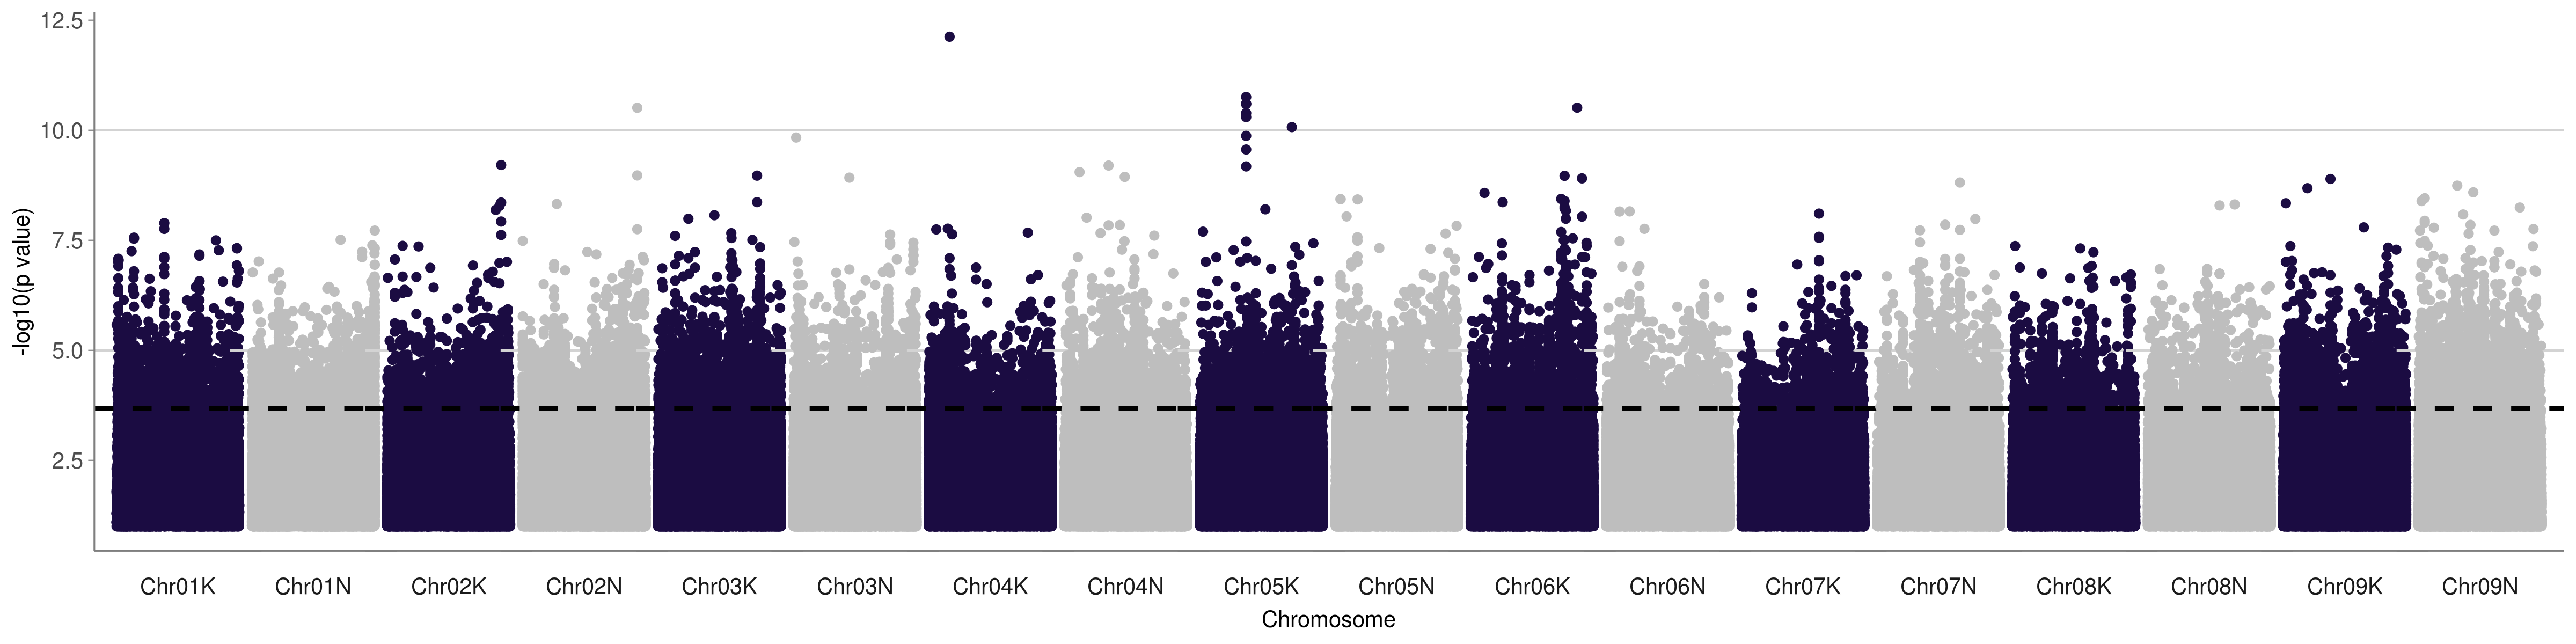 -log10(p value)
12.5
10.0
7.5
5.0
2.5
Chr01K Chr01N Chr02K Chr02N Chr03K Chr03N Chr04K Chr04N Chr05K Chr05N Chr06K Chr06N Chr07K Chr07N Chr08K Chr08N Chr09K Chr09N
Chromosome